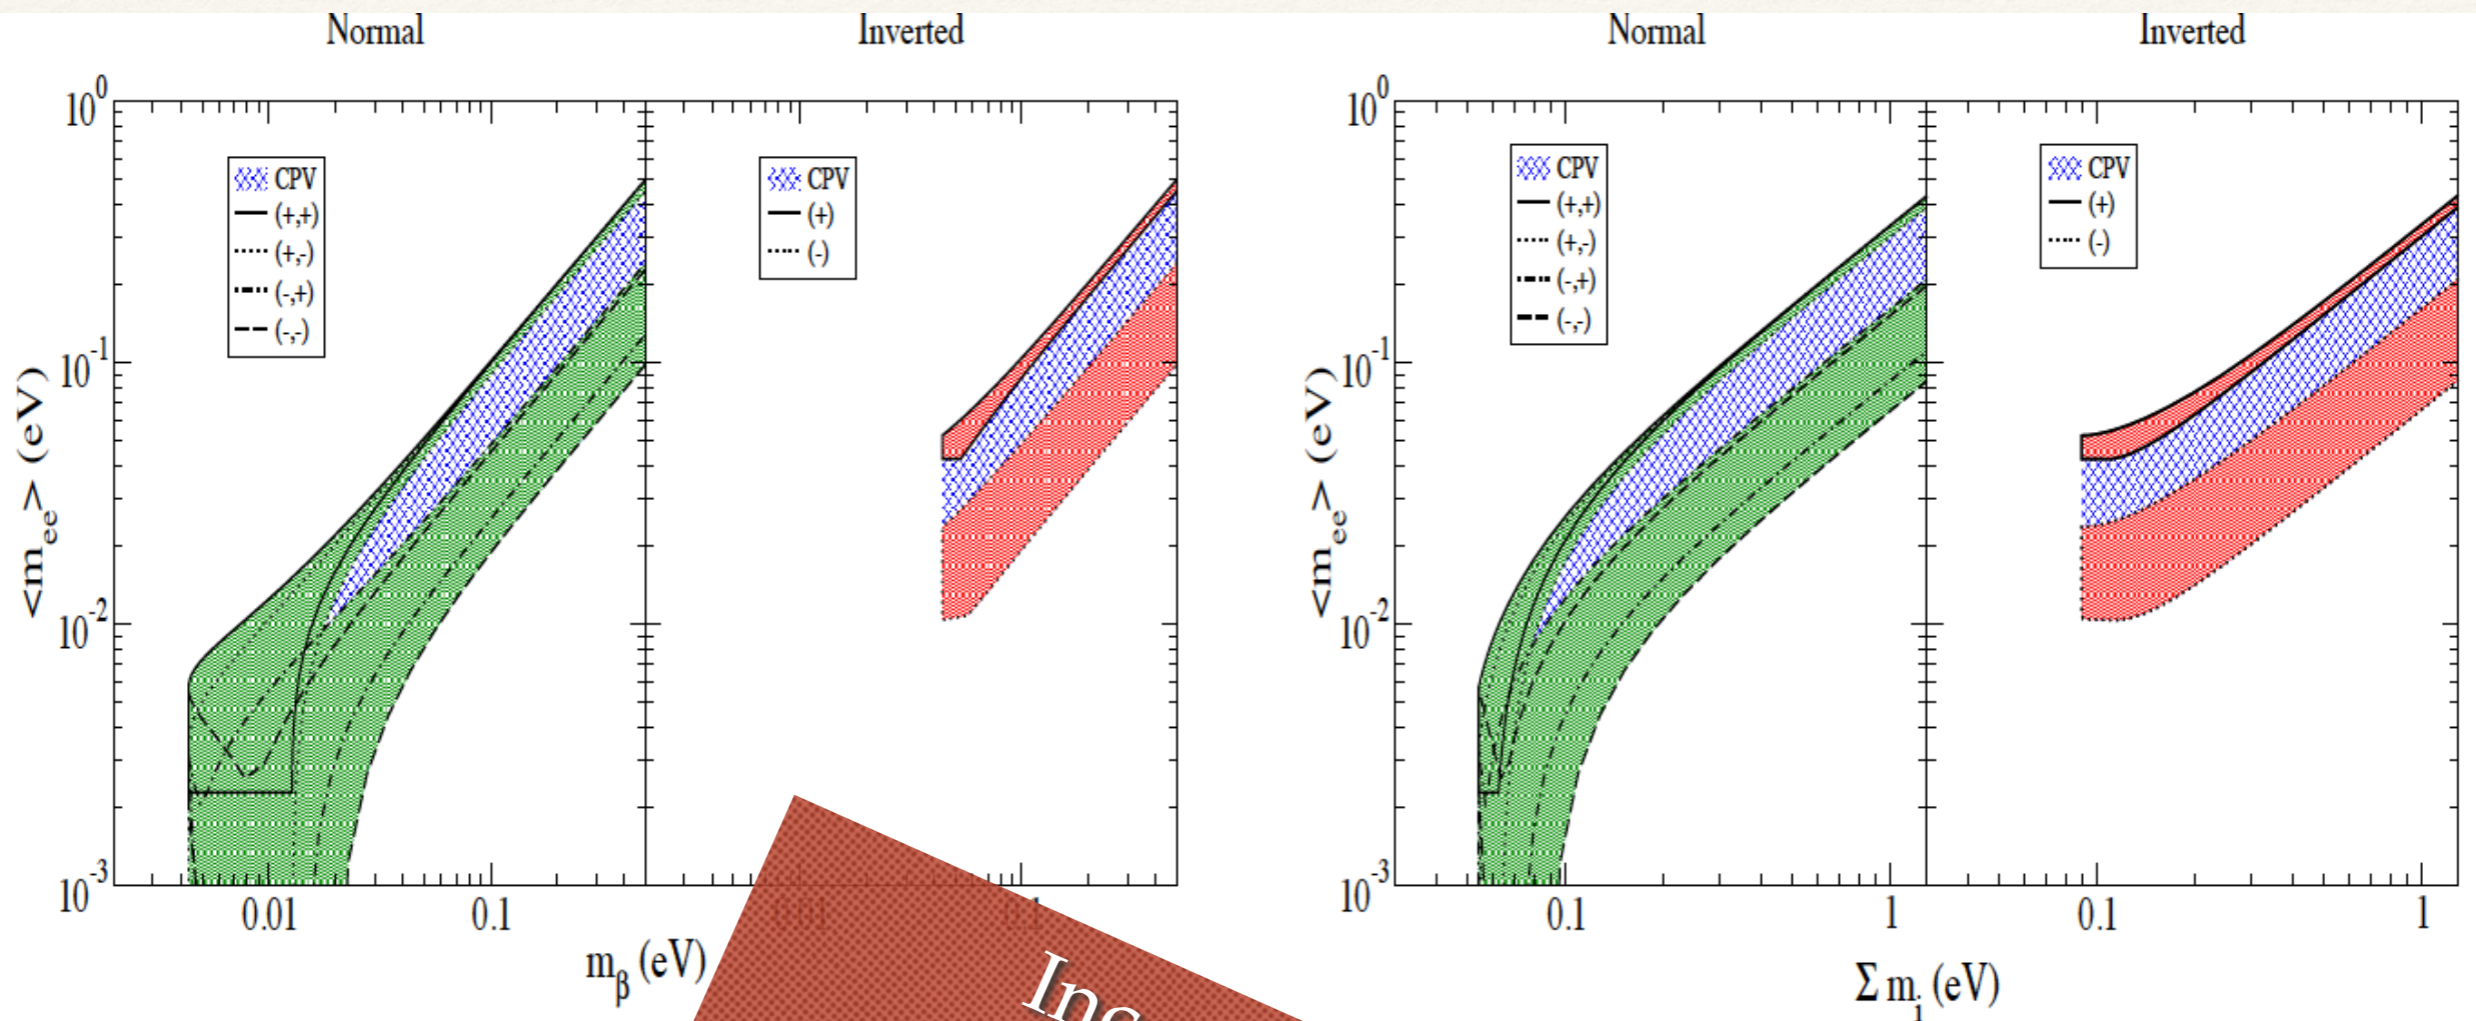 Normal Inverted Normal Inverted
10^0 10^0
CPV CPV CPV CPV
(+,+) (+) (+,+) (+)
(+,-) (-) (+,-) (-)
(-,+) (-,+)
(-,-) (-,-)
10^-1 10^-1
<m_ee> (eV) <m_ee> (eV)
10^-2 10^-2
10^-3 10^-3
0.01 0.1 0.01 0.1 0.1 1 0.1 1
m_β (eV) Σ m_i (eV)